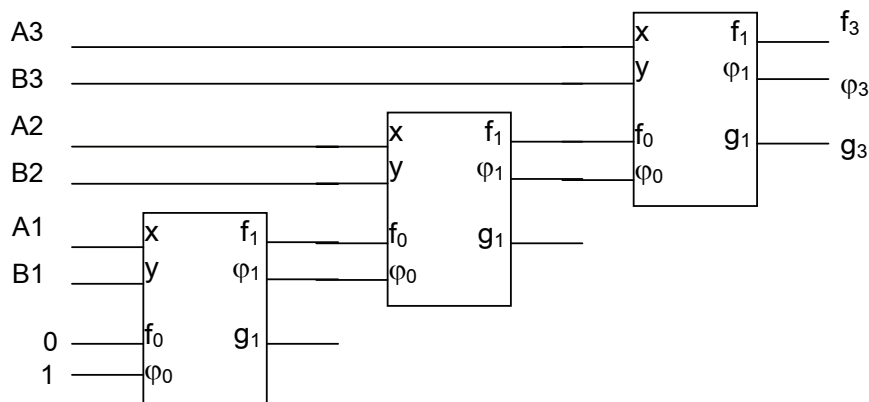 A3 x f₁ f₃
B3 y φ₁ φ₃
A2 x f₁ f₀ g₁ g₃
B2 y φ₁ φ₀
A1 x f₁ f₀ g₁
B1 y φ₁ φ₀
0 f₀ g₁
1 φ₀